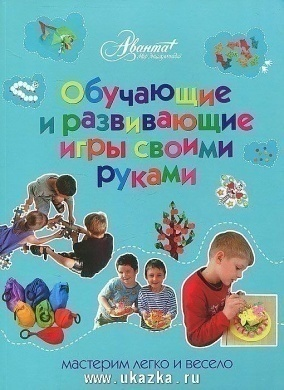 Аванта+
Обучающие
и развивающие
игры своими
руками
мастерим легко и весело
www.ukazka.ru